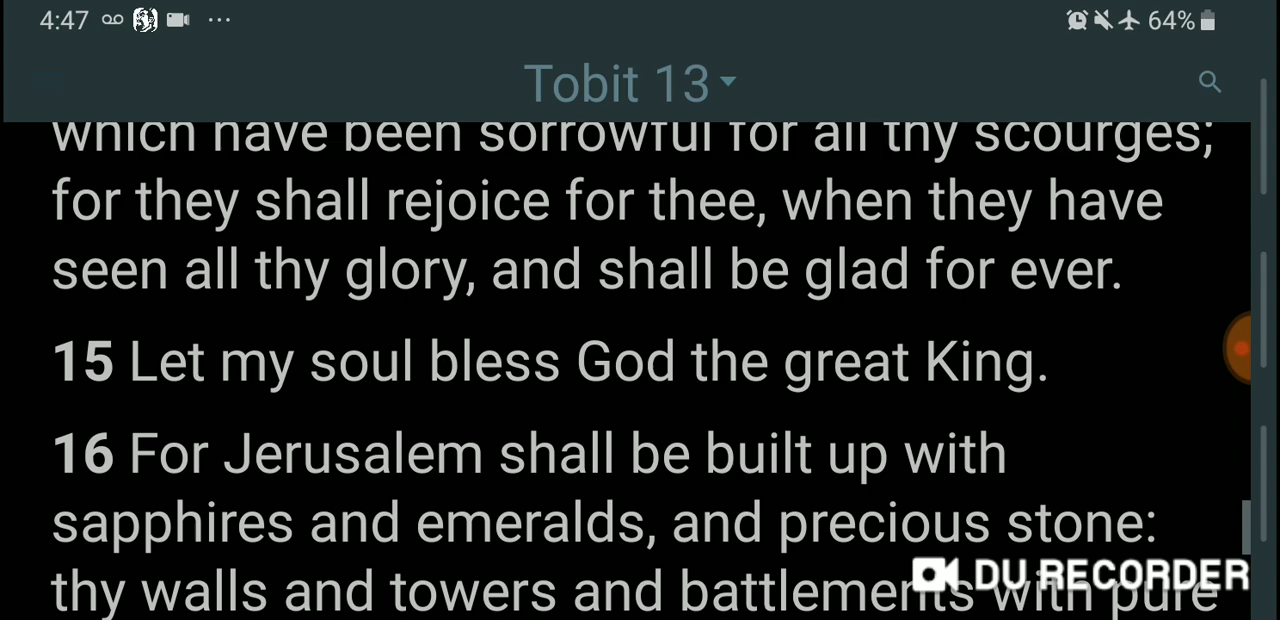 4:47 ... 64%
Tobit 13
which have been sorrowful for all thy scourges;
for they shall rejoice for thee, when they have
seen all thy glory, and shall be glad for ever.
15 Let my soul bless God the great King.
16 For Jerusalem shall be built up with
sapphires and emeralds, and precious stone:
thy walls and towers and battlements with pure
DU RECORDER